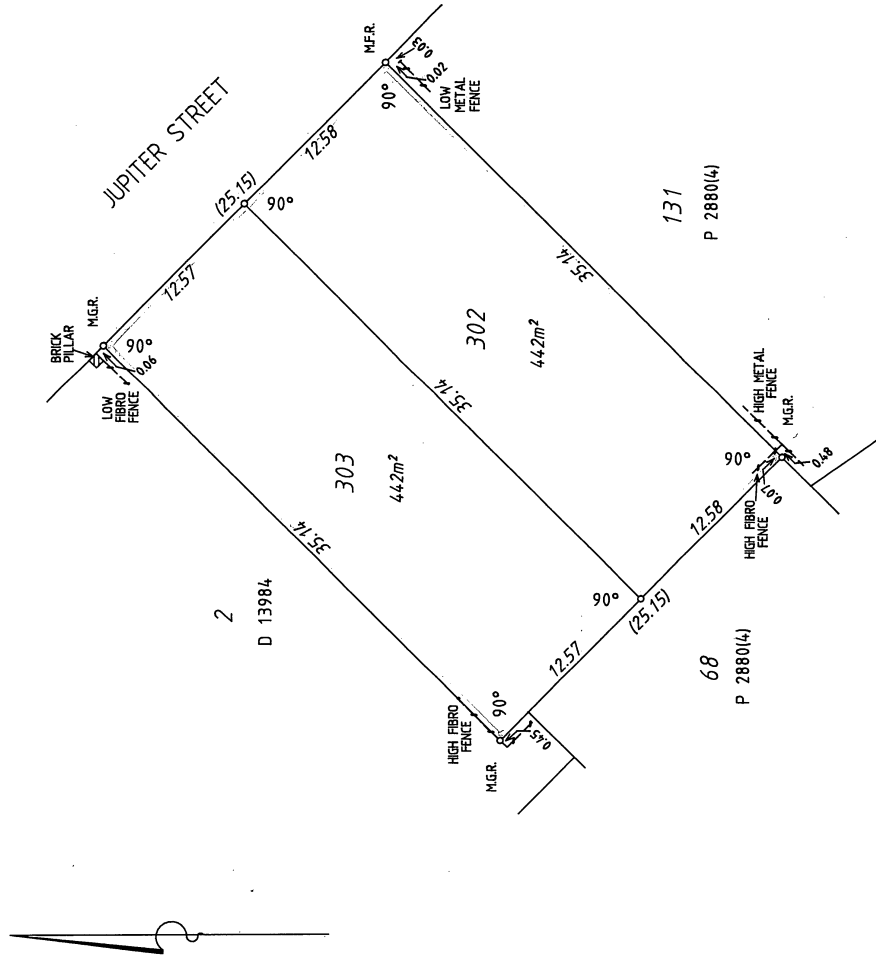 JUPITER STREET
M.F.R.
0.03
0.02
90°
LOW
METAL
FENCE
12.58
(25.15)
90°
12.57
M.G.R.
BRICK
PILLAR
90°
0.06
LOW
FIBRO
FENCE
131
P 2880(4)
35.14
302
442m²
35.14
303
442m²
35.14
2
D 13984
HIGH METAL
FENCE
M.G.R.
90°
0.48
0.07
HIGH FIBRO
FENCE
12.58
90°
(25.15)
12.57
68
P 2880(4)
90°
HIGH FIBRO
FENCE
0.45
M.G.R.